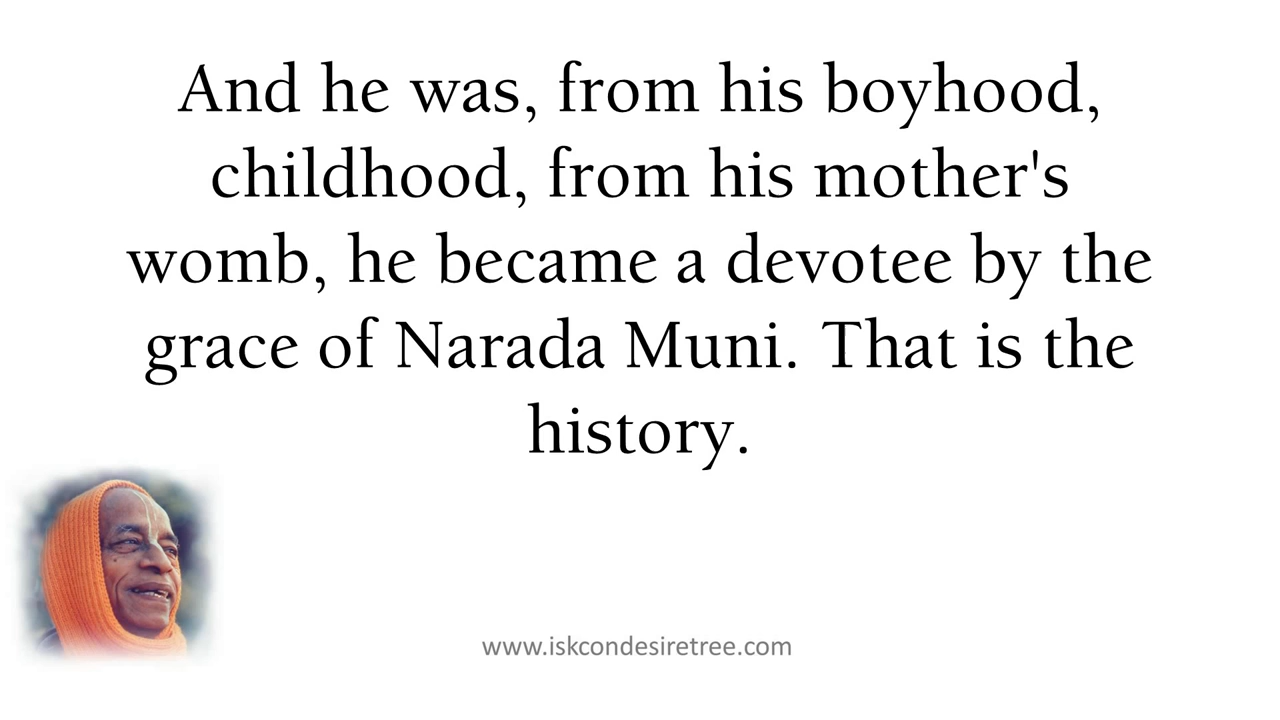 And he was, from his boyhood,
childhood, from his mother's
womb, he became a devotee by the
grace of Narada Muni. That is the
history.
www.iskcondesiretree.com